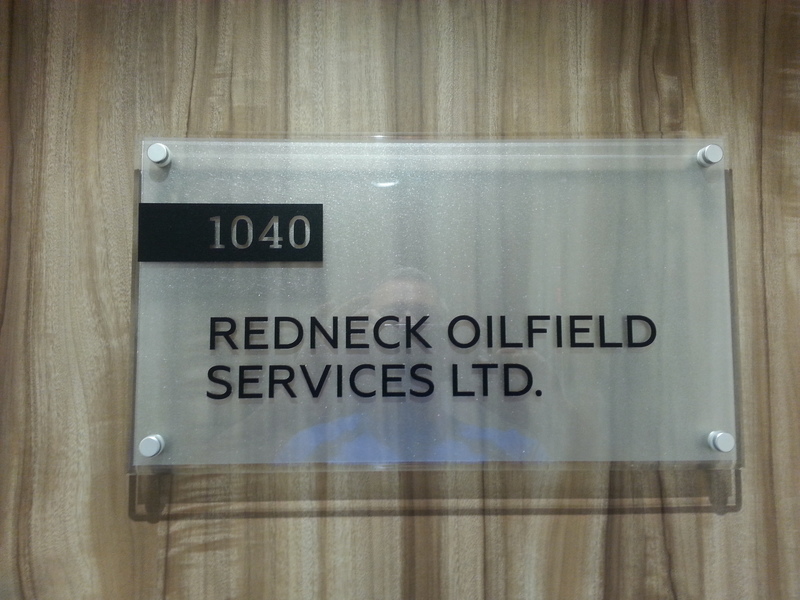 1040
REDNECK OILFIELD
SERVICES LTD.